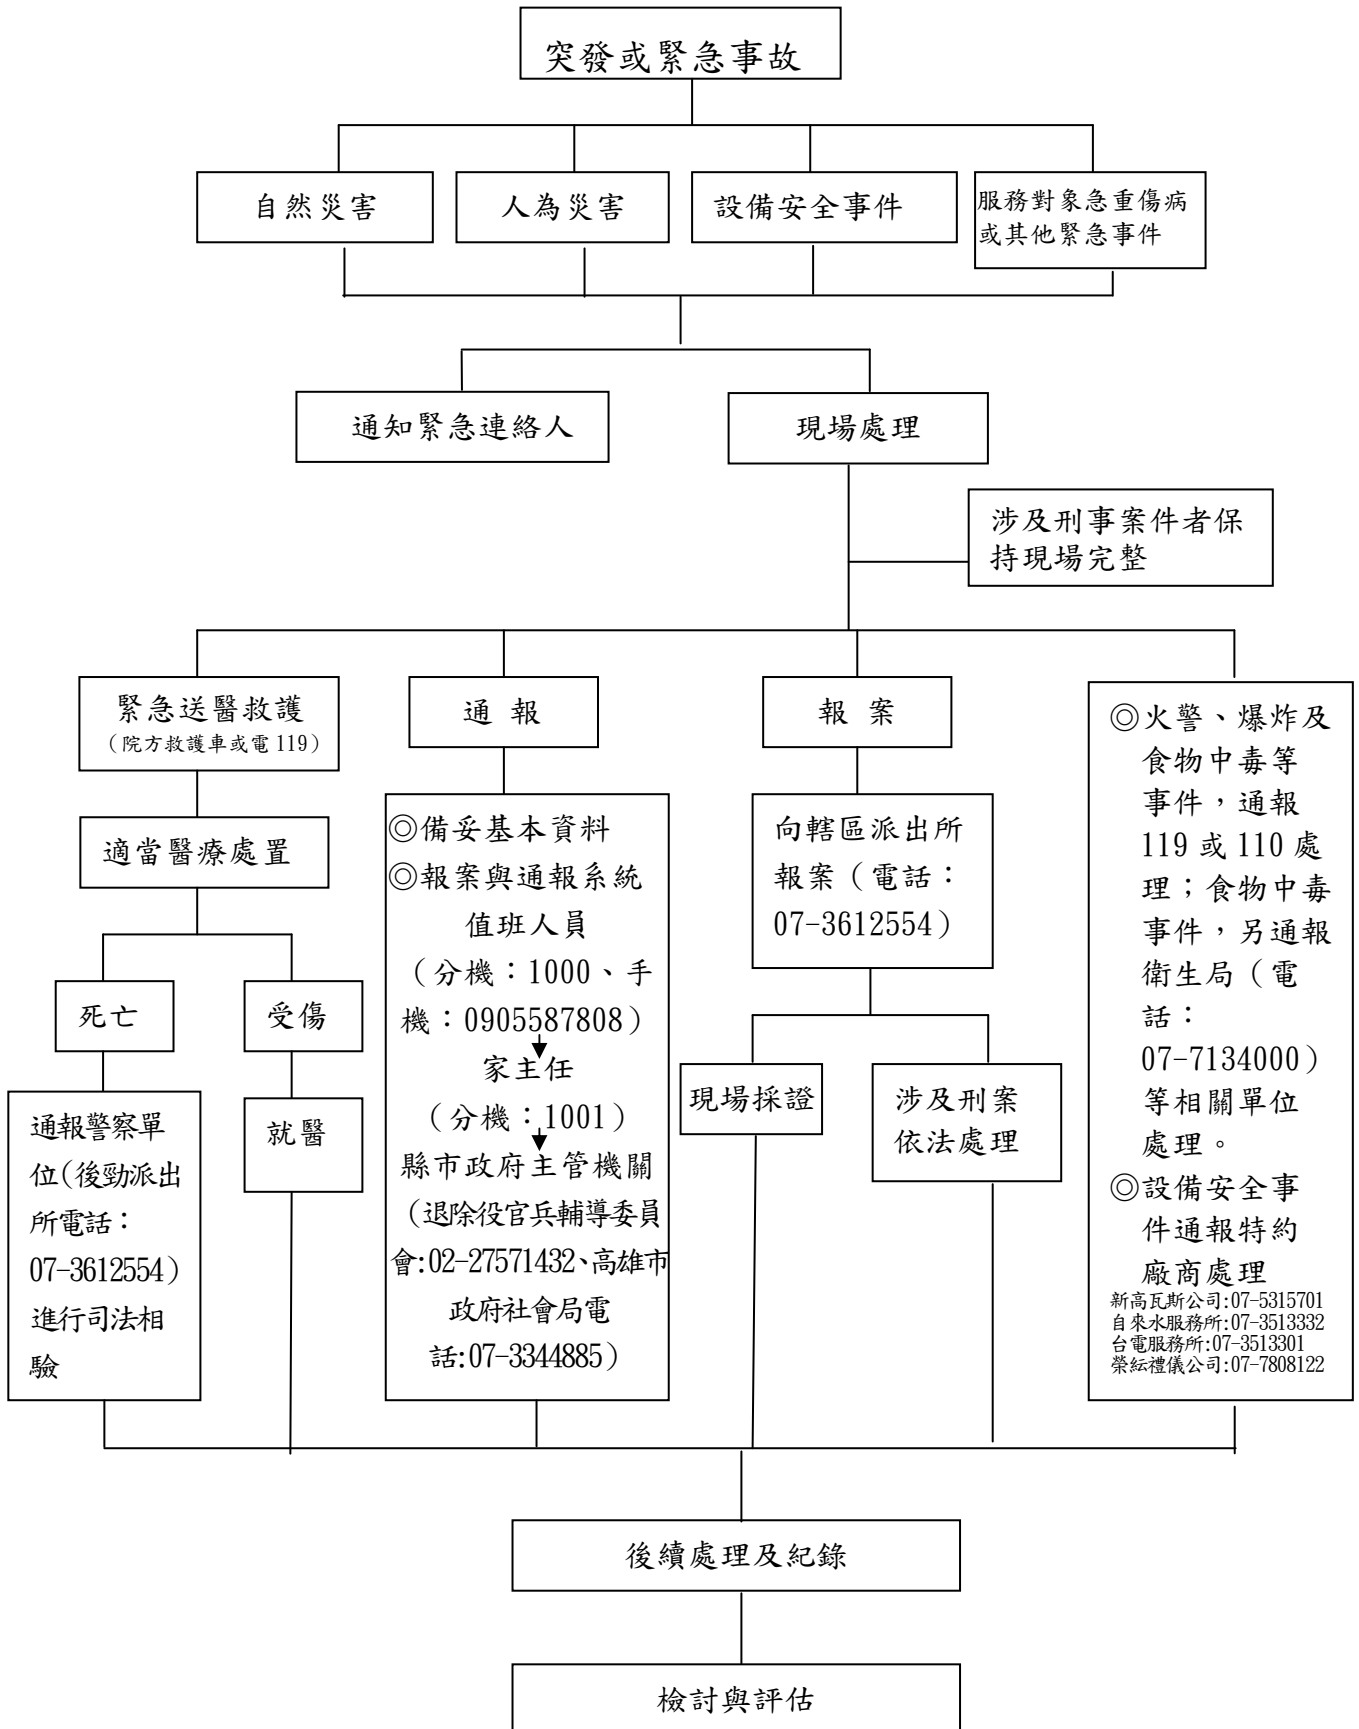 突發或緊急事故
自然災害
人為災害
設備安全事件
服務對象急重傷病
或其他緊急事件
通知緊急連絡人
現場處理
涉及刑事案件者保
持現場完整
緊急送醫救護
（院方救護車或電 119）
適當醫療處置
死亡
受傷
通報警察單
位(後勁派出
所電話：
07-3612554)
進行司法相
驗
就醫
通 報
◎備妥基本資料
◎報案與通報系統
值班人員
（分機：1000、手
機：0905587808）
家主任
（分機：1001）
縣市政府主管機關
（退除役官兵輔導委員
會:02-27571432、高雄市
政府社會局電
話:07-3344885）
報 案
向轄區派出所
報案（電話：
07-3612554）
現場採證
涉及刑案
依法處理
◎火警、爆炸及
食物中毒等
事件，通報
119 或 110 處
理；食物中毒
事件，另通報
衛生局（電
話：
07-7134000）
等相關單位
處理。
◎設備安全事
件通報特約
廠商處理
新高瓦斯公司:07-5315701
自來水服務所:07-3513332
台電服務所:07-3513301
榮紜禮儀公司:07-7808122
後續處理及紀錄
檢討與評估